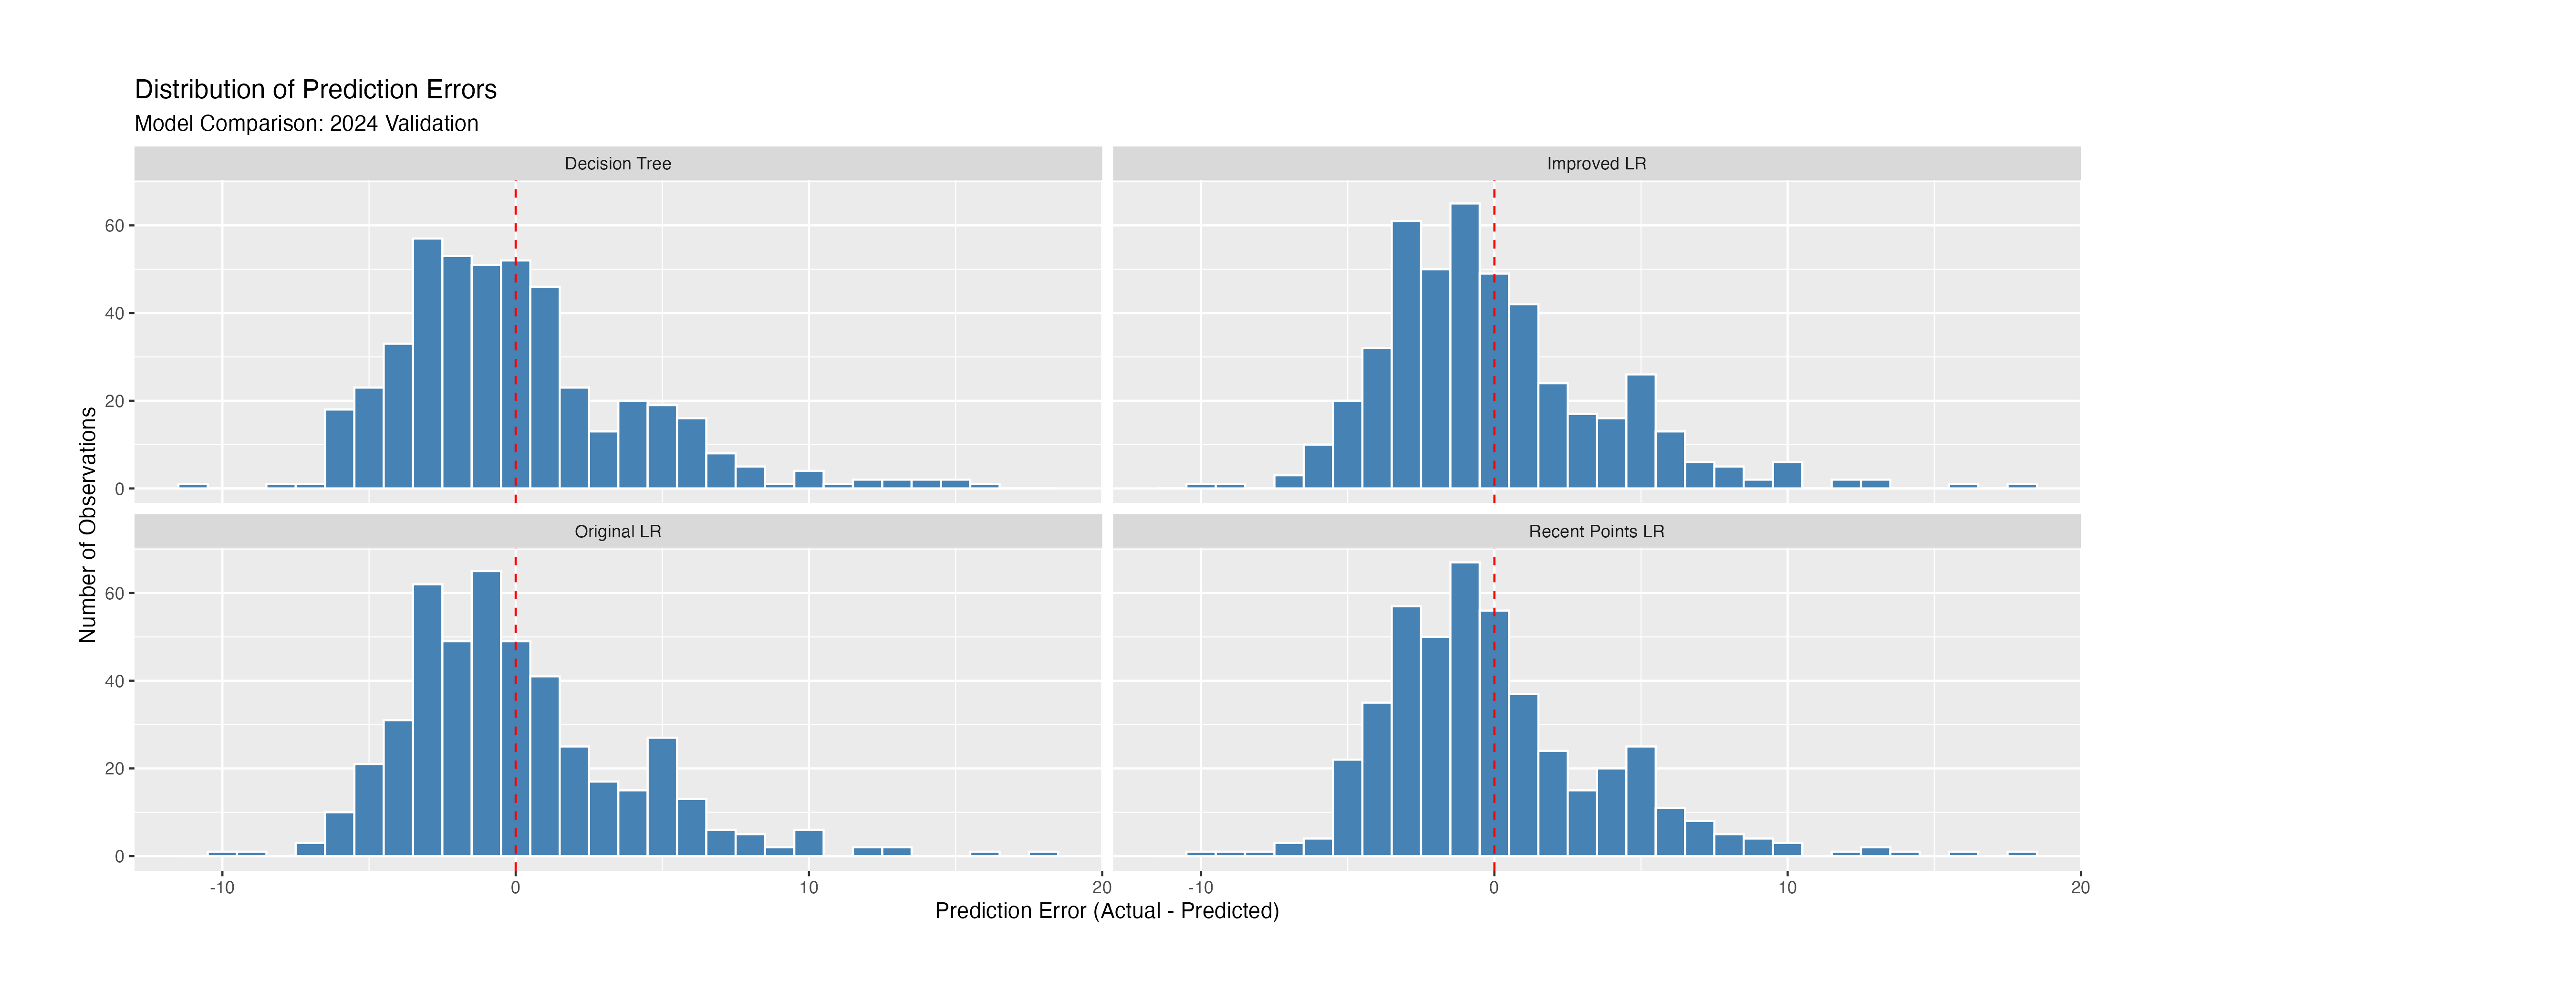 Distribution of Prediction Errors
Model Comparison: 2024 Validation
Decision Tree
Improved LR
60
40
20
0
Original LR
Recent Points LR
60
40
20
0
-10
0
10
20
-10
0
10
20
Number of Observations
Prediction Error (Actual - Predicted)